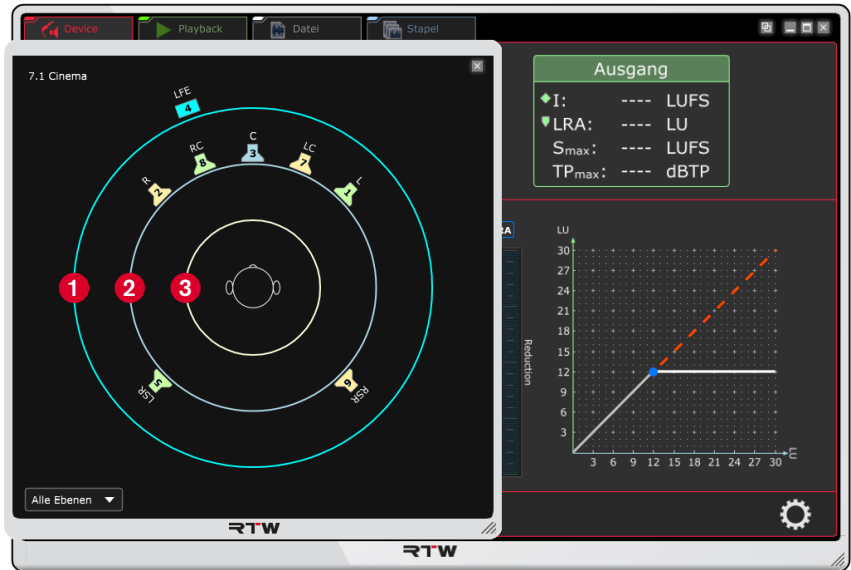 Device
Playback
Datei
Stapel
7.1 Cinema
LFE
4
RC
8
C
3
LC
7
R
2
L
1
1
2
3
LSR
5
RSR
6
Alle Ebenen
RTW
Ausgang
I: ---- LUFS
LRA: ---- LU
Smax: ---- LUFS
TPmax: ---- dBTP
RA
LU
30
27
24
21
18
15
12
9
6
3
3 6 9 12 15 18 21 24 27 30
Reduction
RTW